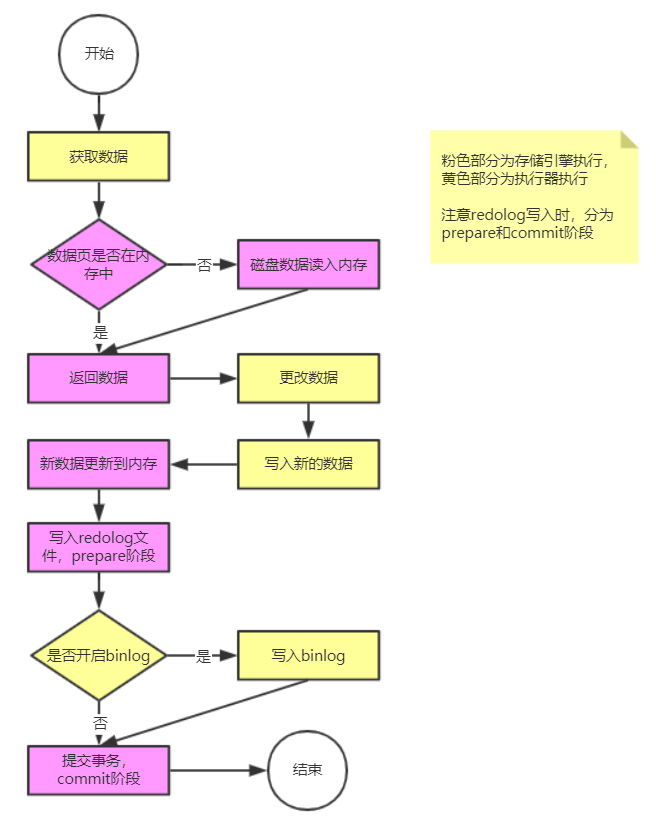 开始
获取数据
粉色部分为存储引擎执行，
黄色部分为执行器执行
注意redolog写入时，分为
prepare和commit阶段
数据页是否在内
存中
否
磁盘数据读入内存
是
返回数据
更改数据
新数据更新到内存
写入新的数据
写入redolog文
件，prepare阶段
是否开启binlog
是
写入binlog
否
提交事务，
commit阶段
结束